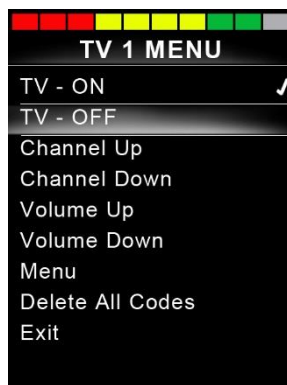 TV 1 MENU
TV - ON
TV - OFF
Channel Up
Channel Down
Volume Up
Volume Down
Menu
Delete All Codes
Exit